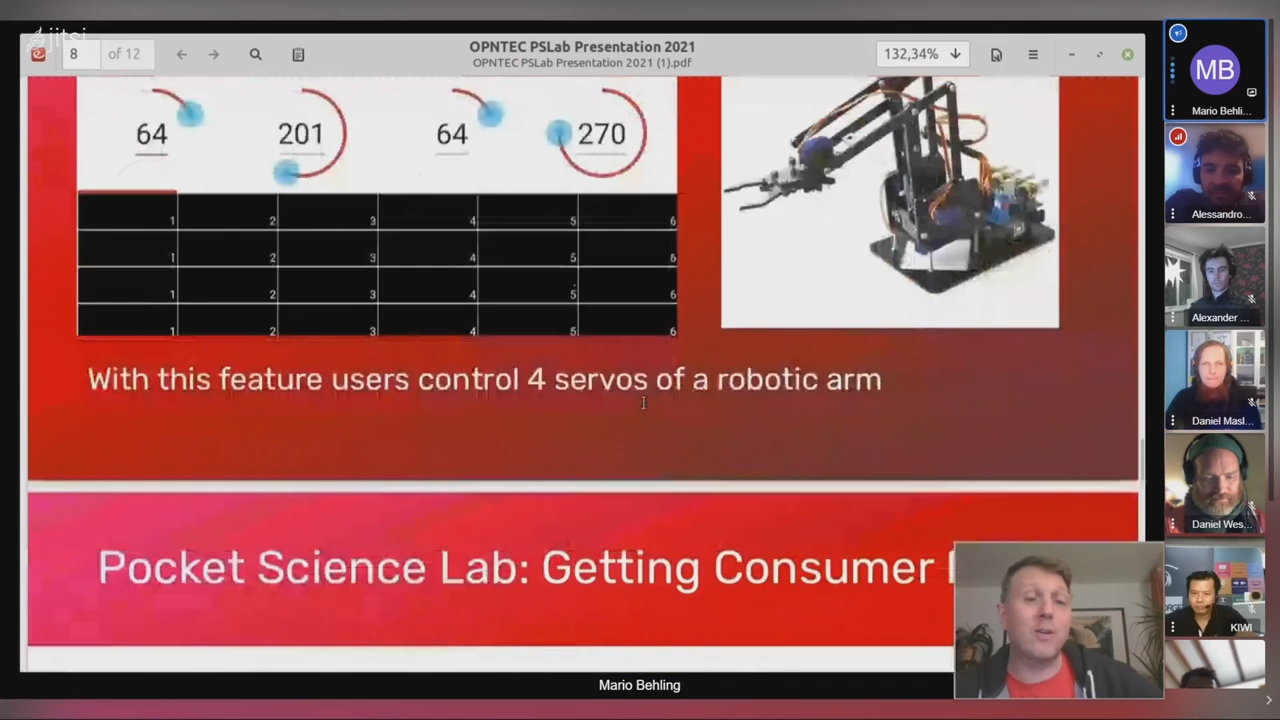 jitsi
8 of 12
OPNTEC PSLab Presentation 2021
OPNTEC PSLab Presentation 2021 (1).pdf
132,34%
MB
Mario Behli...
Alessandro...
Alexander ...
Daniel Masl...
Daniel Wes...
KIWI
64 201 64 270
1 2 3 4 5 6
1 2 3 4 5 6
1 2 3 4 5 6
1 2 3 4 5 6
With this feature users control 4 servos of a robotic arm
Pocket Science Lab: Getting Consumer
Mario Behling